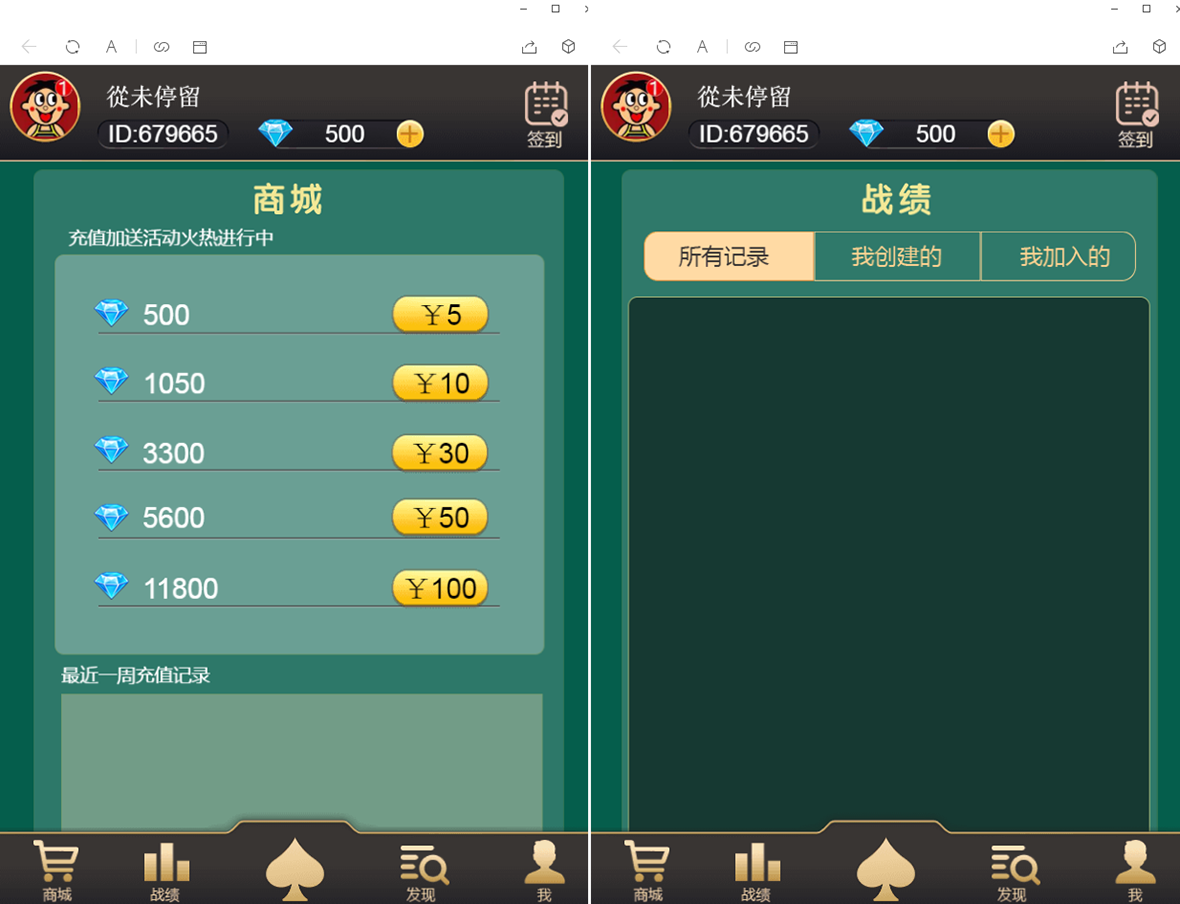 A
1
從未停留
ID:679665
500
签到
商城
充值加送活动火热进行中
500
¥5
1050
¥10
3300
¥30
5600
¥50
11800
¥100
最近一周充值记录
商城
战绩
发现
我
A
1
從未停留
ID:679665
500
签到
战绩
所有记录
我创建的
我加入的
商城
战绩
发现
我